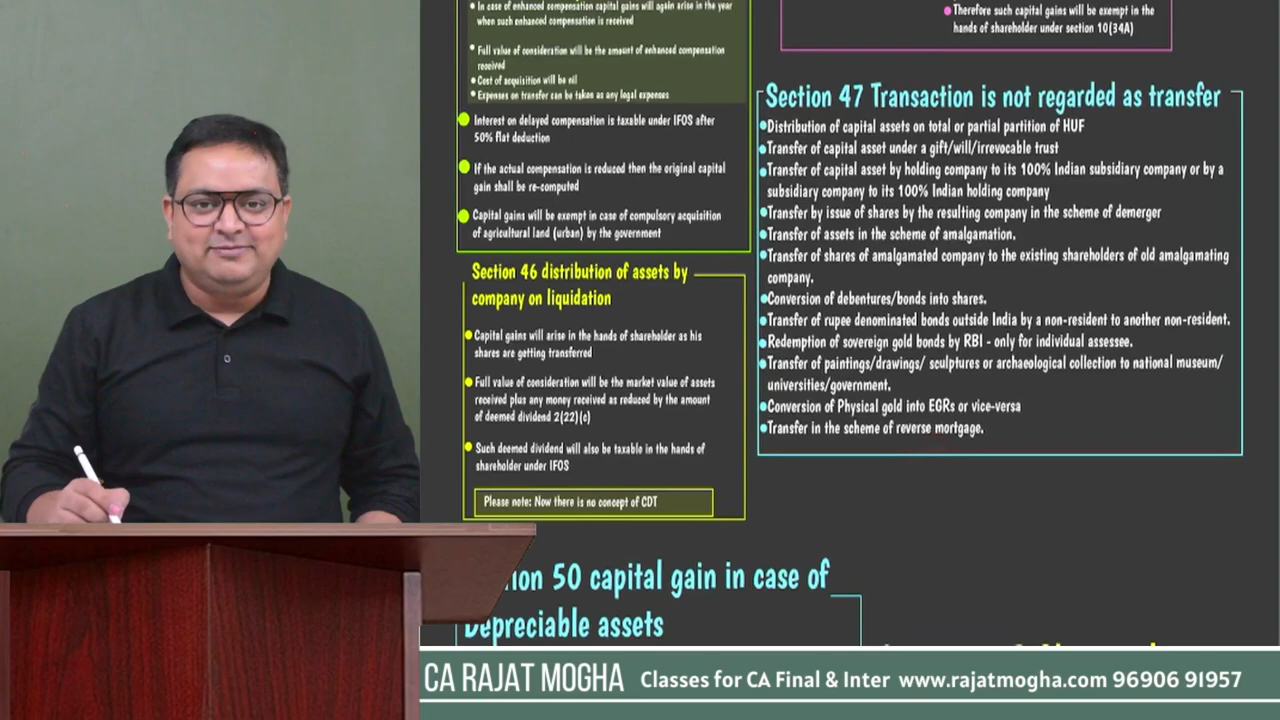 In case of enhanced compensation capital gains will again arise in the year
when such enhanced compensation is received
Full value of consideration will be the amount of enhanced compensation
received
Cost of acquisition will be nil
Expenses on transfer can be taken as any legal expenses
Interest on delayed compensation is taxable under IFOS after
50% flat deduction
If the actual compensation is reduced then the original capital
gain shall be re-computed
Capital gains will be exempt in case of compulsory acquisition
of agricultural land (urban) by the government
Section 46 distribution of assets by
company on liquidation
Capital gains will arise in the hands of shareholder as his
shares are getting transferred
Full value of consideration will be the market value of assets
received plus any money received as reduced by the amount
of deemed dividend 2(22)(c)
Such deemed dividend will also be taxable in the hands of
shareholder under IFOS
Please note: Now there is no concept of CDT
Therefore such capital gains will be exempt in the
hands of shareholder under section 10(34A)
Section 47 Transaction is not regarded as transfer
Distribution of capital assets on total or partial partition of HUF
Transfer of capital asset under a gift/will/irrevocable trust
Transfer of capital asset by holding company to its 100% Indian subsidiary company or by a
subsidiary company to its 100% Indian holding company
Transfer by issue of shares by the resulting company in the scheme of demerger
Transfer of assets in the scheme of amalgamation.
Transfer of shares of amalgamated company to the existing shareholders of old amalgamating
company.
Conversion of debentures/bonds into shares.
Transfer of rupee denominated bonds outside India by a non-resident to another non-resident.
Redemption of sovereign gold bonds by RBI - only for individual assessee.
Transfer of paintings/drawings/ sculptures or archaeological collection to national museum/
universities/government.
Conversion of Physical gold into EGRs or vice-versa
Transfer in the scheme of reverse mortgage.
50 capital gain in case of
Depreciable assets
CA RAJAT MOGHA Classes for CA Final & Inter www.rajatmogha.com 96906 91957